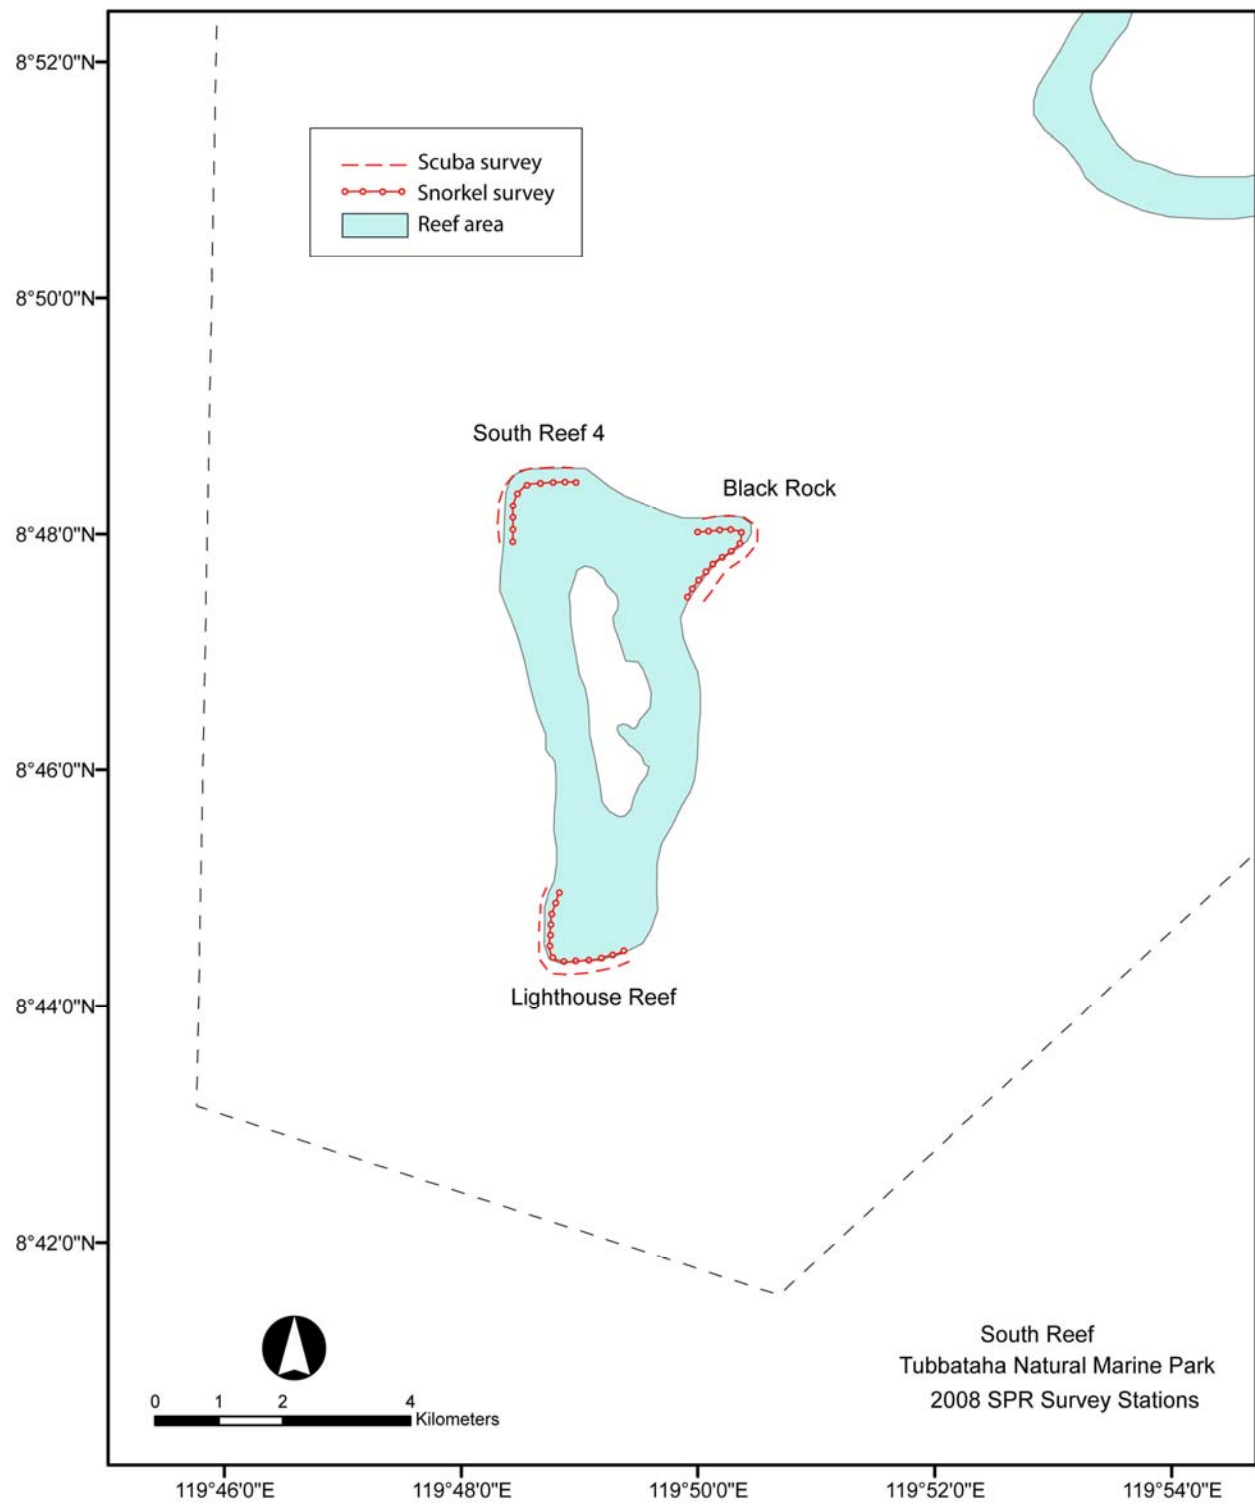 8°52'0"N
Scuba survey
Snorkel survey
Reef area
8°50'0"N
South Reef 4
Black Rock
8°48'0"N
8°46'0"N
Lighthouse Reef
8°44'0"N
8°42'0"N
South Reef
Tubbataha Natural Marine Park
2008 SPR Survey Stations
0 1 2 4
Kilometers
119°46'0"E 119°48'0"E 119°50'0"E 119°52'0"E 119°54'0"E